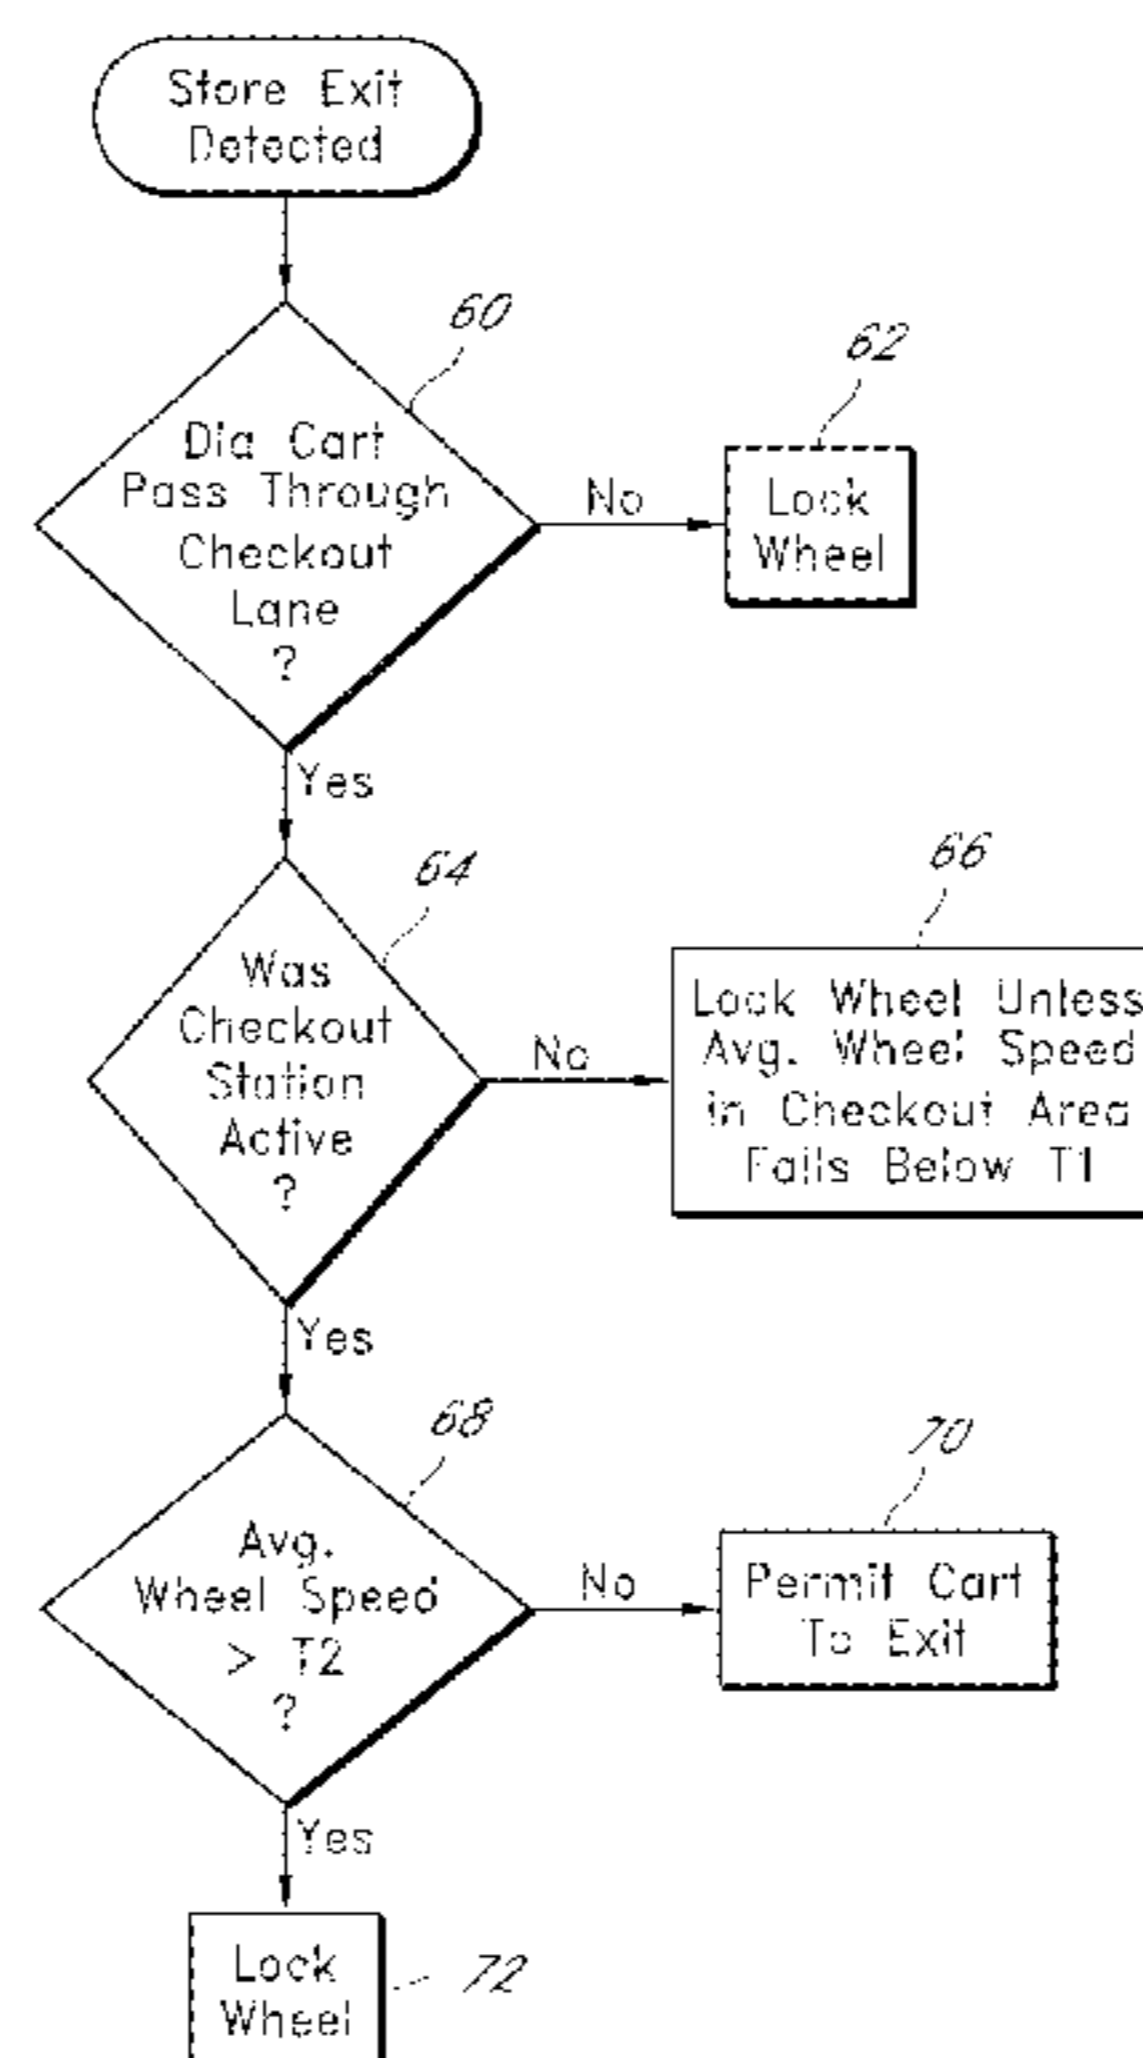 Store Exit
Detected
60
62
Did Cart
Pass Through
Checkout
Lane
?
No
Lock
Wheel
Yes
64
66
Was
Checkout
Station
Active
?
No
Lock Wheel Unless
Avg. Wheel Speed
in Checkout Area
Falls Below T1
Yes
68
70
Avg.
Wheel Speed
> T2
?
No
Permit Cart
To Exit
Yes
Lock
Wheel
72